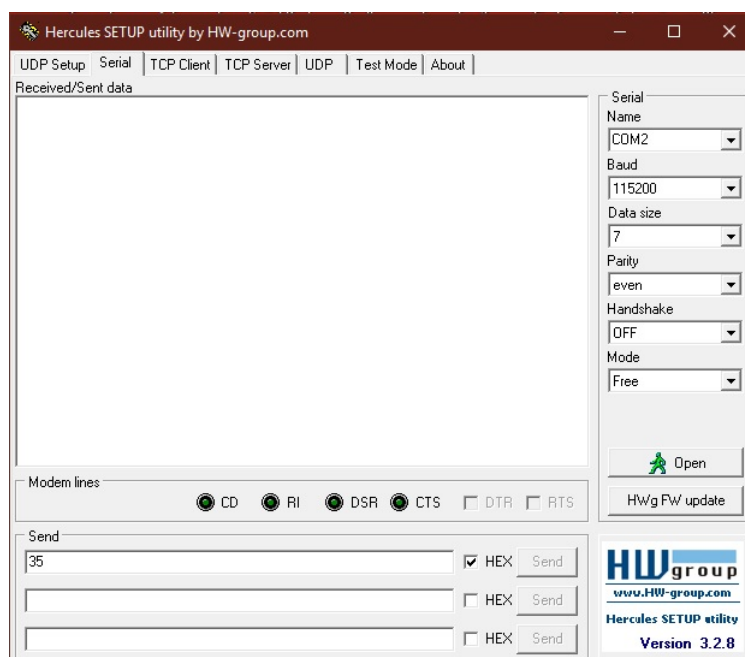 Hercules SETUP utility by HW-group.com
UDP Setup Serial TCP Client TCP Server UDP Test Mode About
Received/Sent data
Serial
Name
COM2
Baud
115200
Data size
7
Parity
even
Handshake
OFF
Mode
Free
Open
HWg FW update
Modem lines
CD RI DSR CTS DTR RTS
Send
35 HEX Send
HEX Send
HEX Send
HW group
www.HW-group.com
Hercules SETUP utility
Version 3.2.8